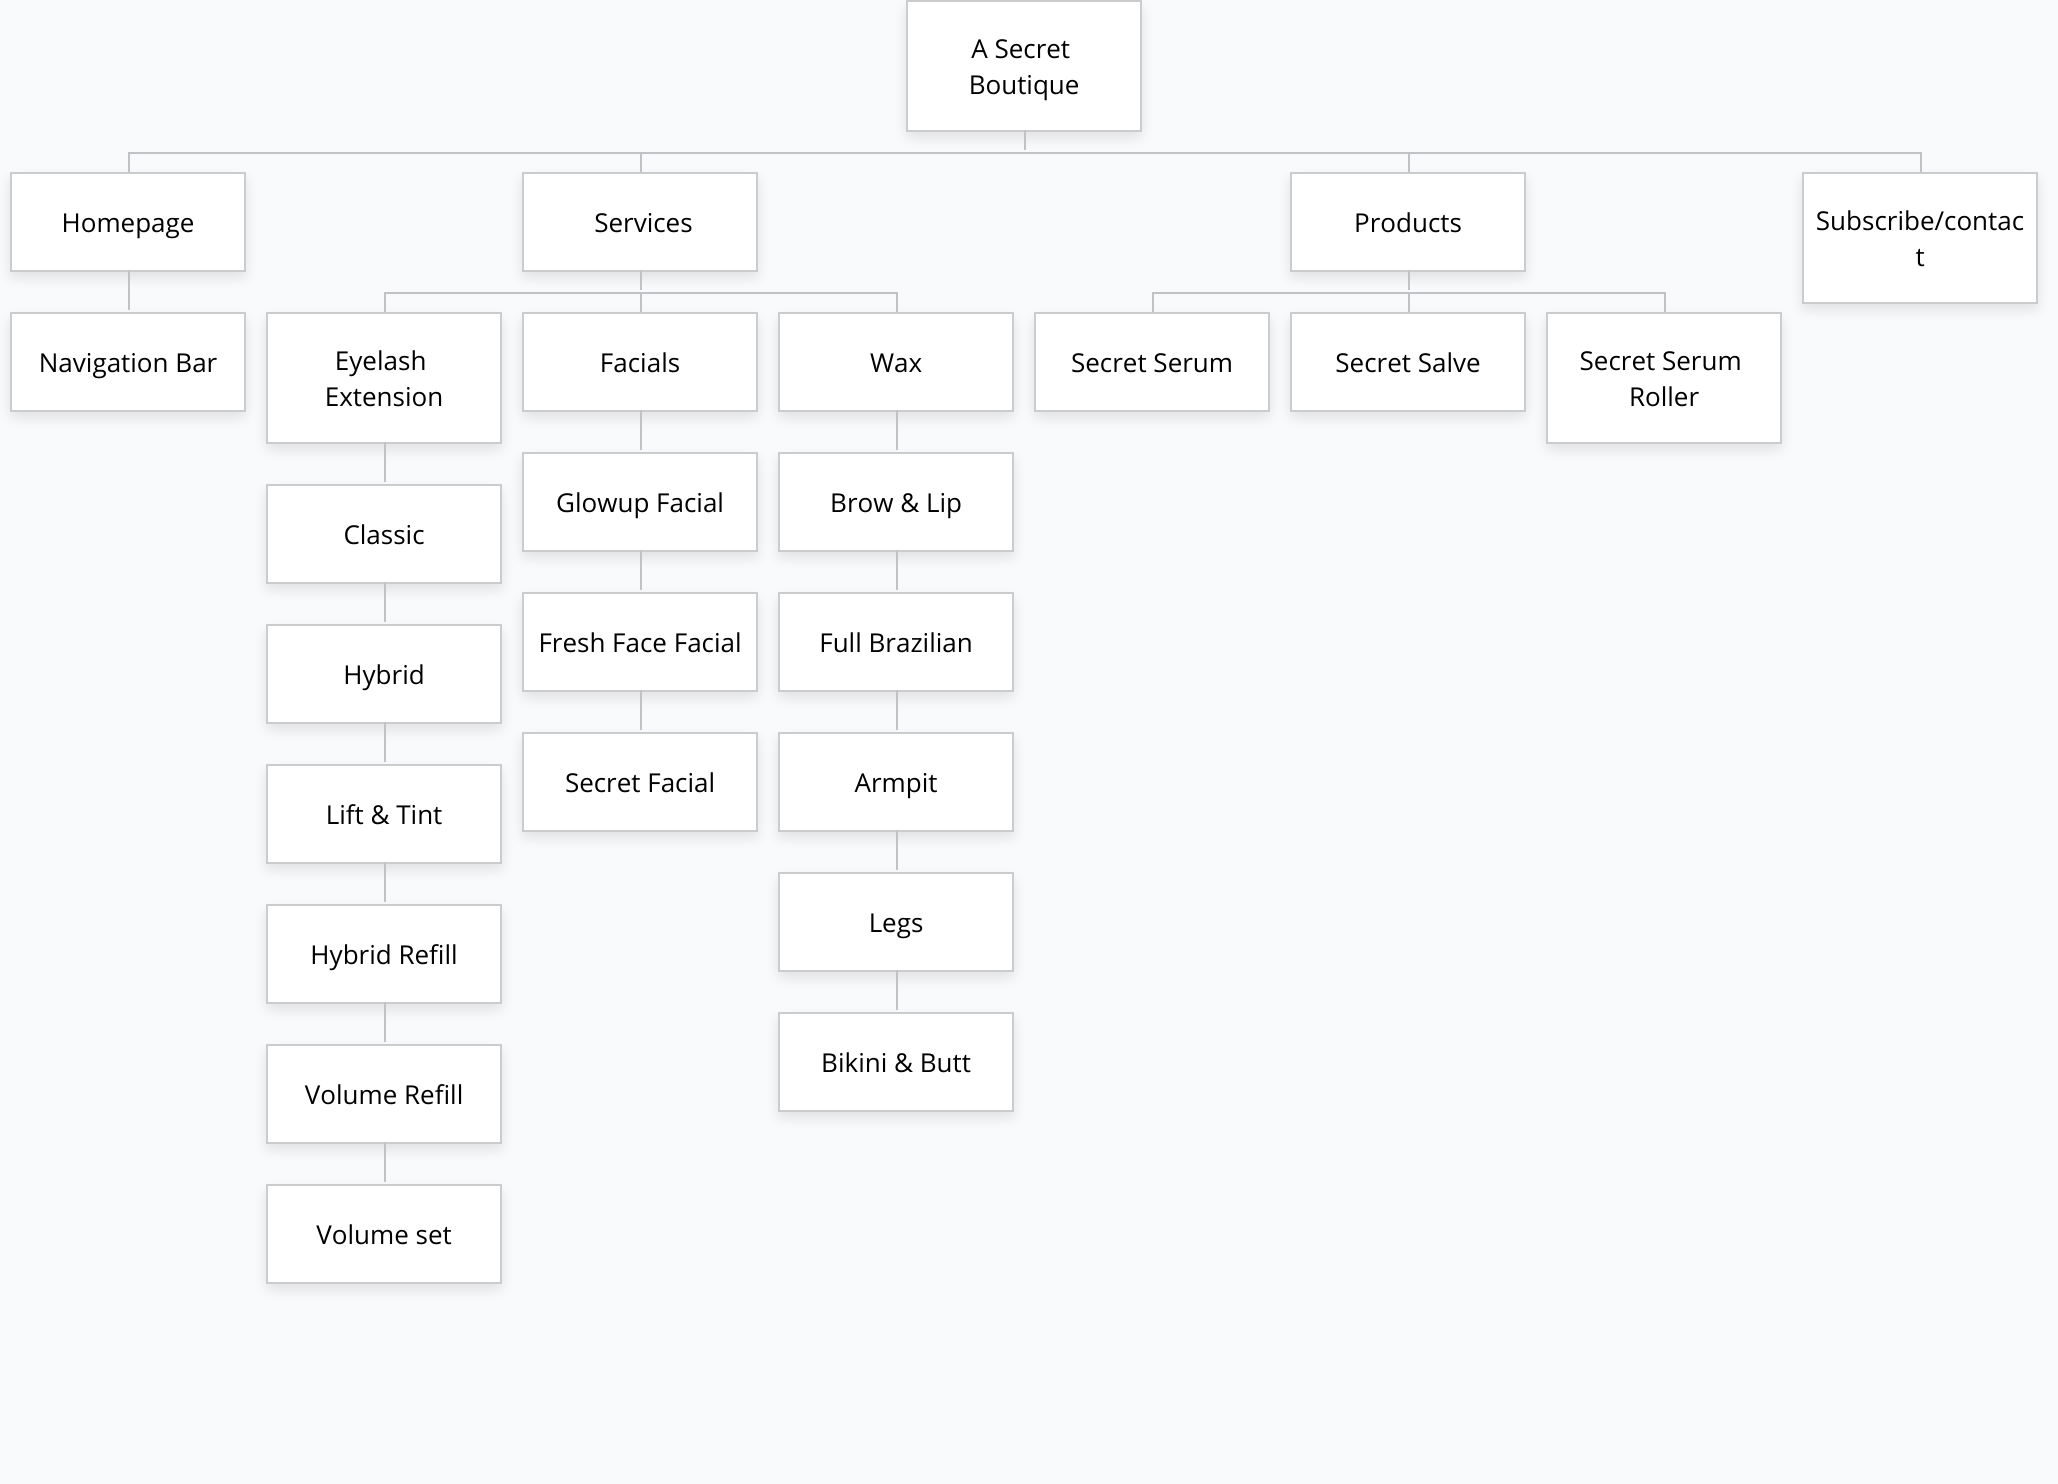 A Secret
Boutique
Homepage
Services
Products
Subscribe/contac
t
Navigation Bar
Eyelash
Extension
Facials
Wax
Secret Serum
Secret Salve
Secret Serum
Roller
Classic
Hybrid
Lift & Tint
Hybrid Refill
Volume Refill
Volume set
Glowup Facial
Fresh Face Facial
Secret Facial
Brow & Lip
Full Brazilian
Armpit
Legs
Bikini & Butt